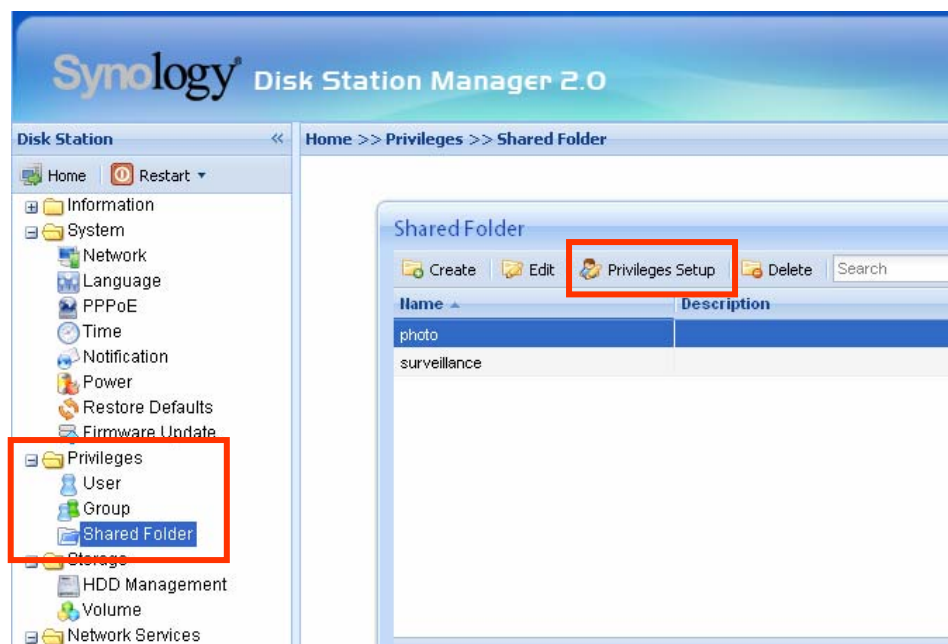 Synology Disk Station Manager 2.0
Disk Station «
Home >> Privileges >> Shared Folder
Home Restart
Information
System
Network
Language
PPPoE
Time
Notification
Power
Restore Defaults
Firmware Update
Privileges
User
Group
Shared Folder
Storage
HDD Management
Volume
Network Services
Shared Folder
Create Edit Privileges Setup Delete Search
Name Description
photo
surveillance